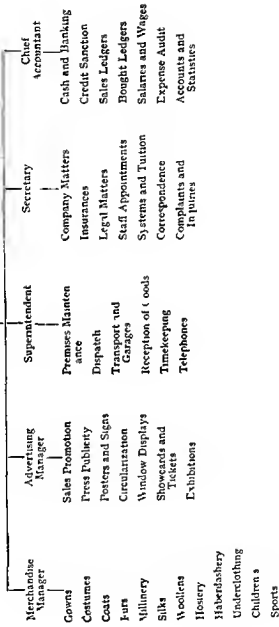 Merchandise
Manager
Gowns
Costumes
Coats
Furs
Millinery
Silks
Woollens
Hosiery
Haberdashery
Underclothing
Children s
Sports
Advertising
Manager
Sales Promotion
Press Publicity
Posters and Signs
Circularization
Window Displays
Showcards and
Tickets
Exhibitions
Superintendent
Premises Mainten
ance
Dispatch
Transport and
Garages
Reception of Goods
Timekeeping
Telephones
Secretary
Company Matters
Insurances
Legal Matters
Staff Appointments
Systems and Tuition
Correspondence
Complaints and
Inquiries
Chief
Accountant
Cash and Banking
Credit Sanction
Sales Ledgers
Bought Ledgers
Salaries and Wages
Expense Audit
Accounts and
Statistics